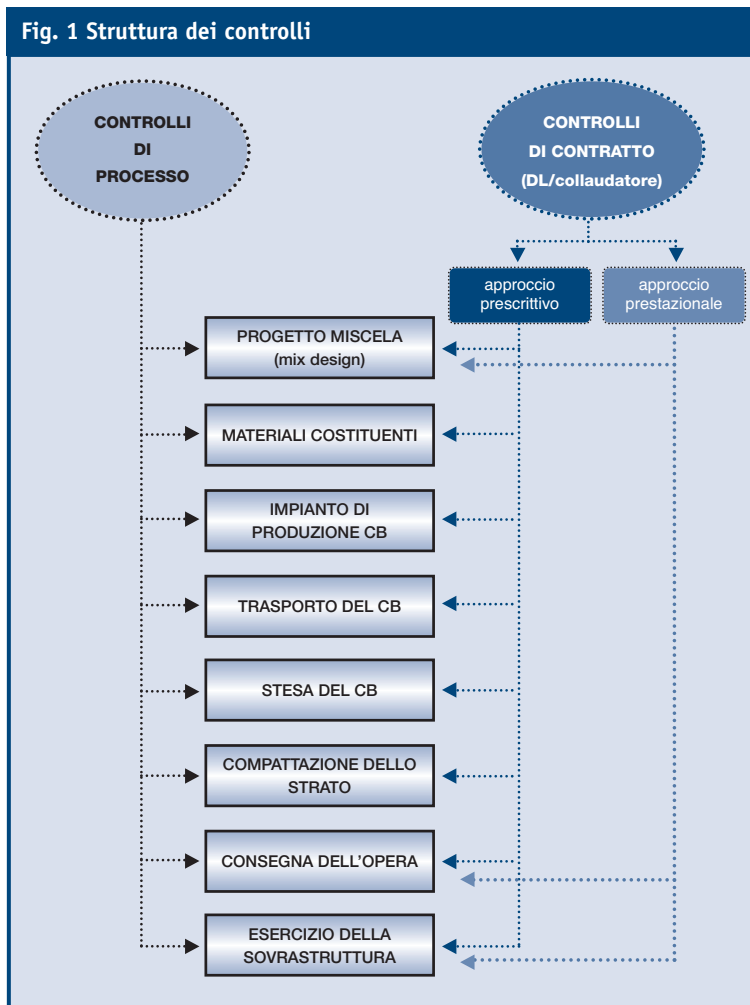 Fig. 1 Struttura dei controlli
CONTROLLI
DI
PROCESSO
CONTROLLI
DI CONTRATTO
(DL/collaudatore)
approccio
prescrittivo
approccio
prestazionale
PROGETTO MISCELA
(mix design)
MATERIALI COSTITUENTI
IMPIANTO DI
PRODUZIONE CB
TRASPORTO DEL CB
STESA DEL CB
COMPATTAZIONE DELLO
STRATO
CONSEGNA DELL'OPERA
ESERCIZIO DELLA
SOVRASTRUTTURA